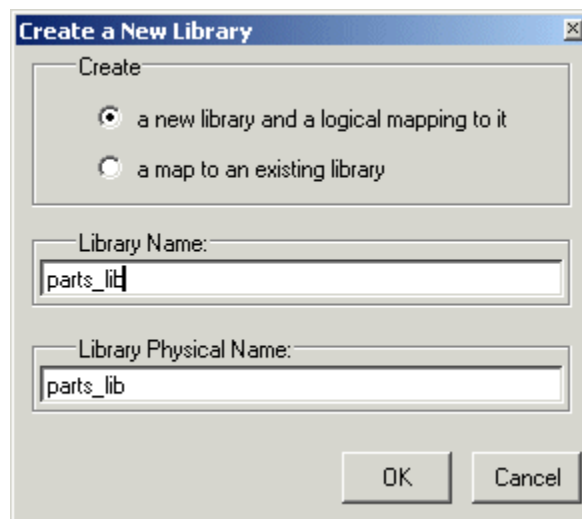 Create a New Library
Create
a new library and a logical mapping to it
a map to an existing library
Library Name:
parts_lib
Library Physical Name:
parts_lib
OK
Cancel